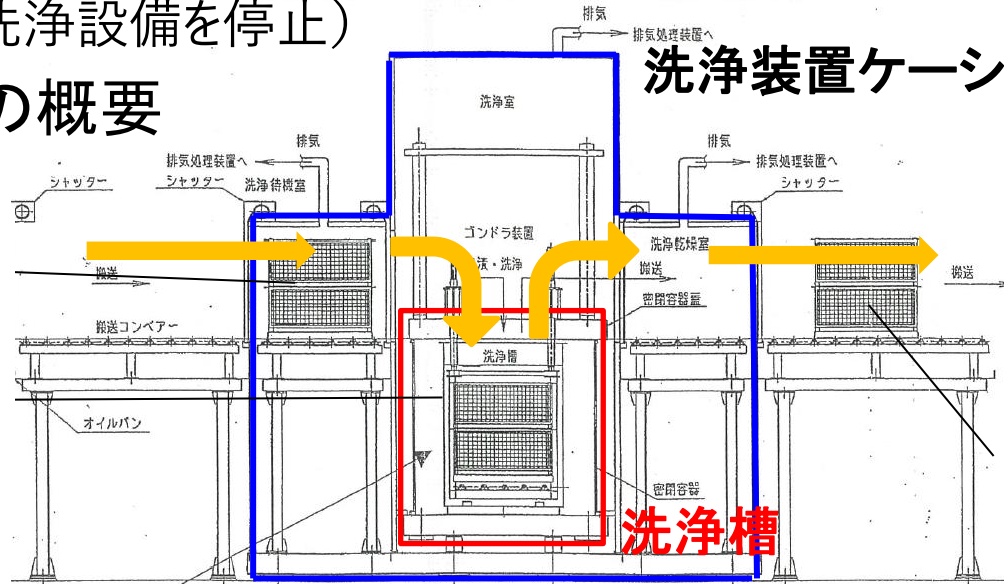 洗浄設備を停止）
の概要
排気
排気処理装置へ
洗浄装置ケーシ
洗浄室
排気
排気処理装置へ
排気
排気処理装置へ
シャッター
シャッター
洗浄待機室
シャッター
ゴンドラ装置
洗浄乾燥室
搬送
漬・洗浄
搬送
搬送
密閉容器蓋
搬送コンベアー
洗浄槽
オイルパン
密閉容器
洗浄槽